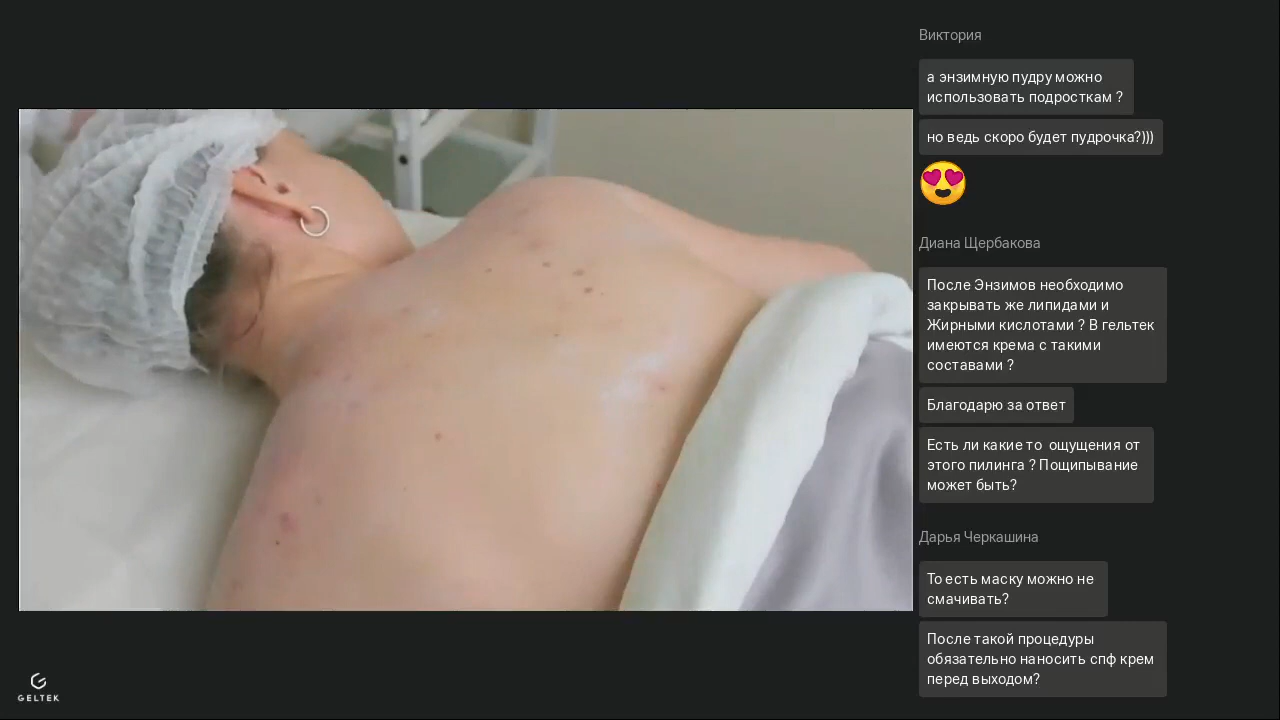 Виктория
а энзимную пудру можно
использовать подросткам ?
но ведь скоро будет пудрочка?)))
Диана Щербакова
После Энзимов необходимо
закрывать же липидами и
Жирными кислотами ? В гельтек
имеются крема с такими
составами ?
Благодарю за ответ
Есть ли какие то  ощущения от
этого пилинга ? Пощипывание
может быть?
Дарья Черкашина
То есть маску можно не
смачивать?
После такой процедуры
обязательно наносить спф крем
перед выходом?
GELTEK